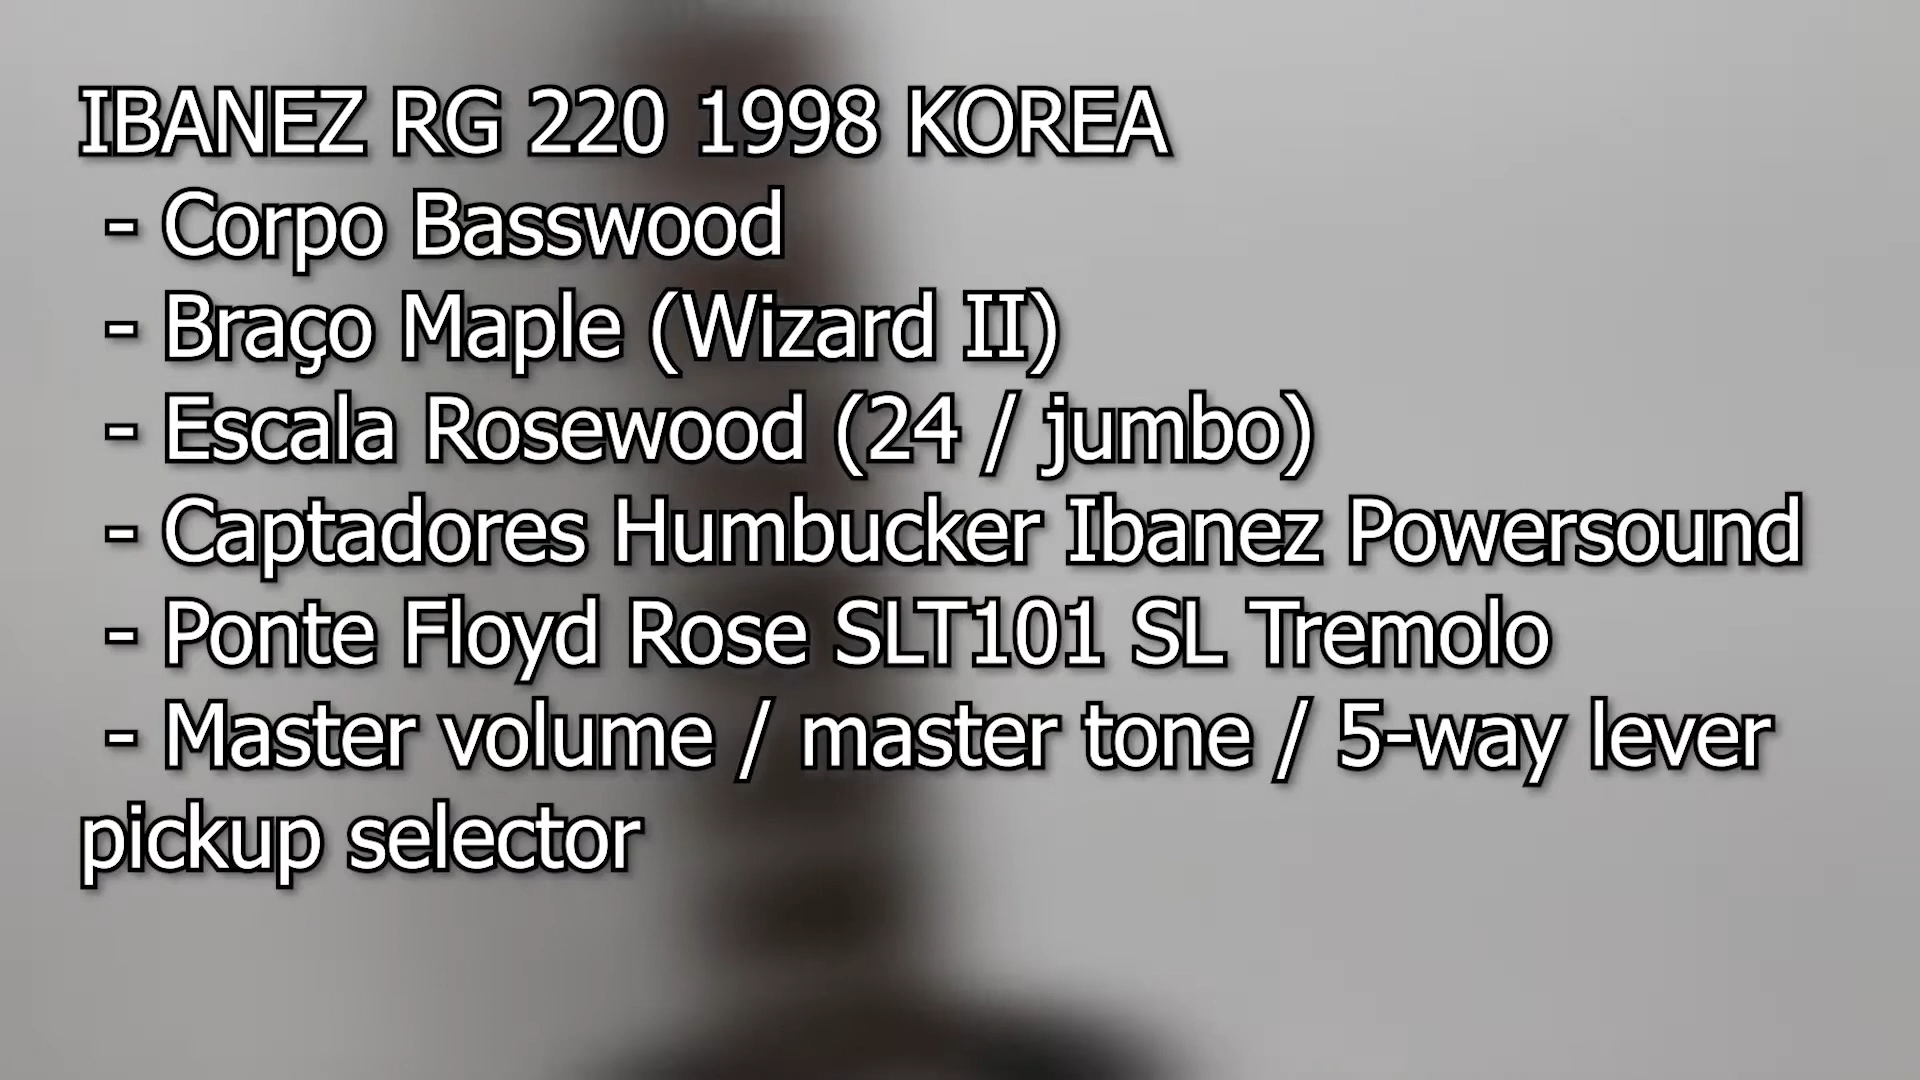 IBANEZ RG 220 1998 KOREA
- Corpo Basswood
- Braço Maple (Wizard II)
- Escala Rosewood (24 / jumbo)
- Captadores Humbucker Ibanez Powersound
- Ponte Floyd Rose SLT101 SL Tremolo
- Master volume / master tone / 5-way lever
pickup selector